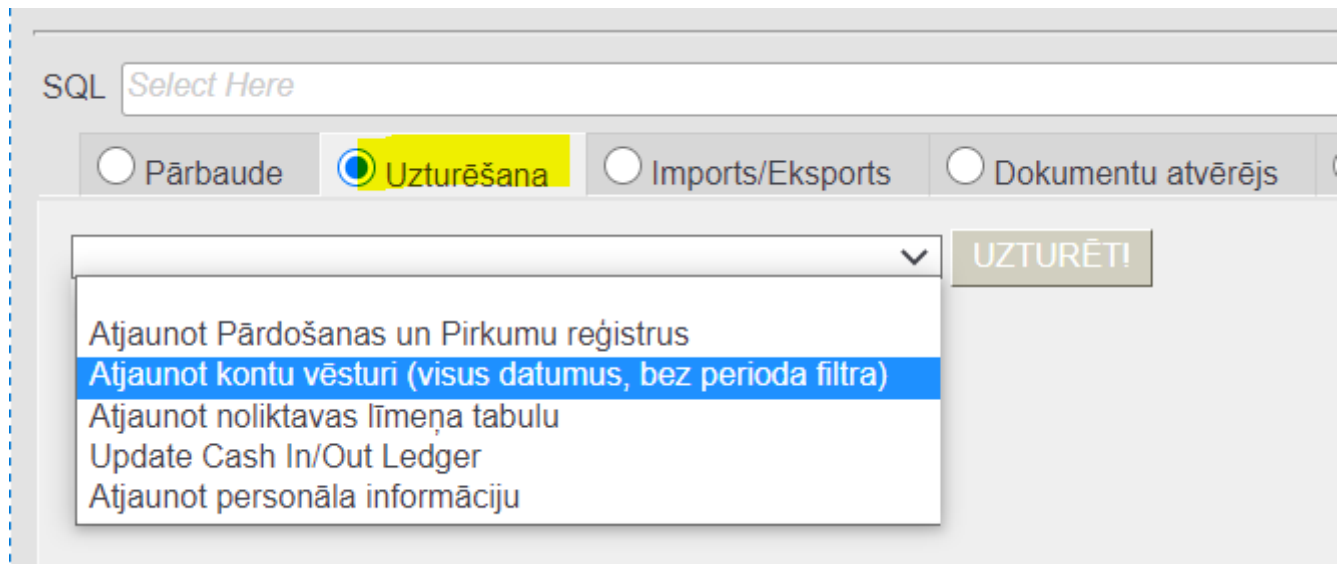 SQL Select Here
Pārbaude Uzturēšana Imports/Eksports Dokumentu atvērējs
UZTURĒT!
Atjaunot Pārdošanas un Pirkumu reģistrus
Atjaunot kontu vēsturi (visus datumus, bez perioda filtra)
Atjaunot noliktavas līmeņa tabulu
Update Cash In/Out Ledger
Atjaunot personāla informāciju